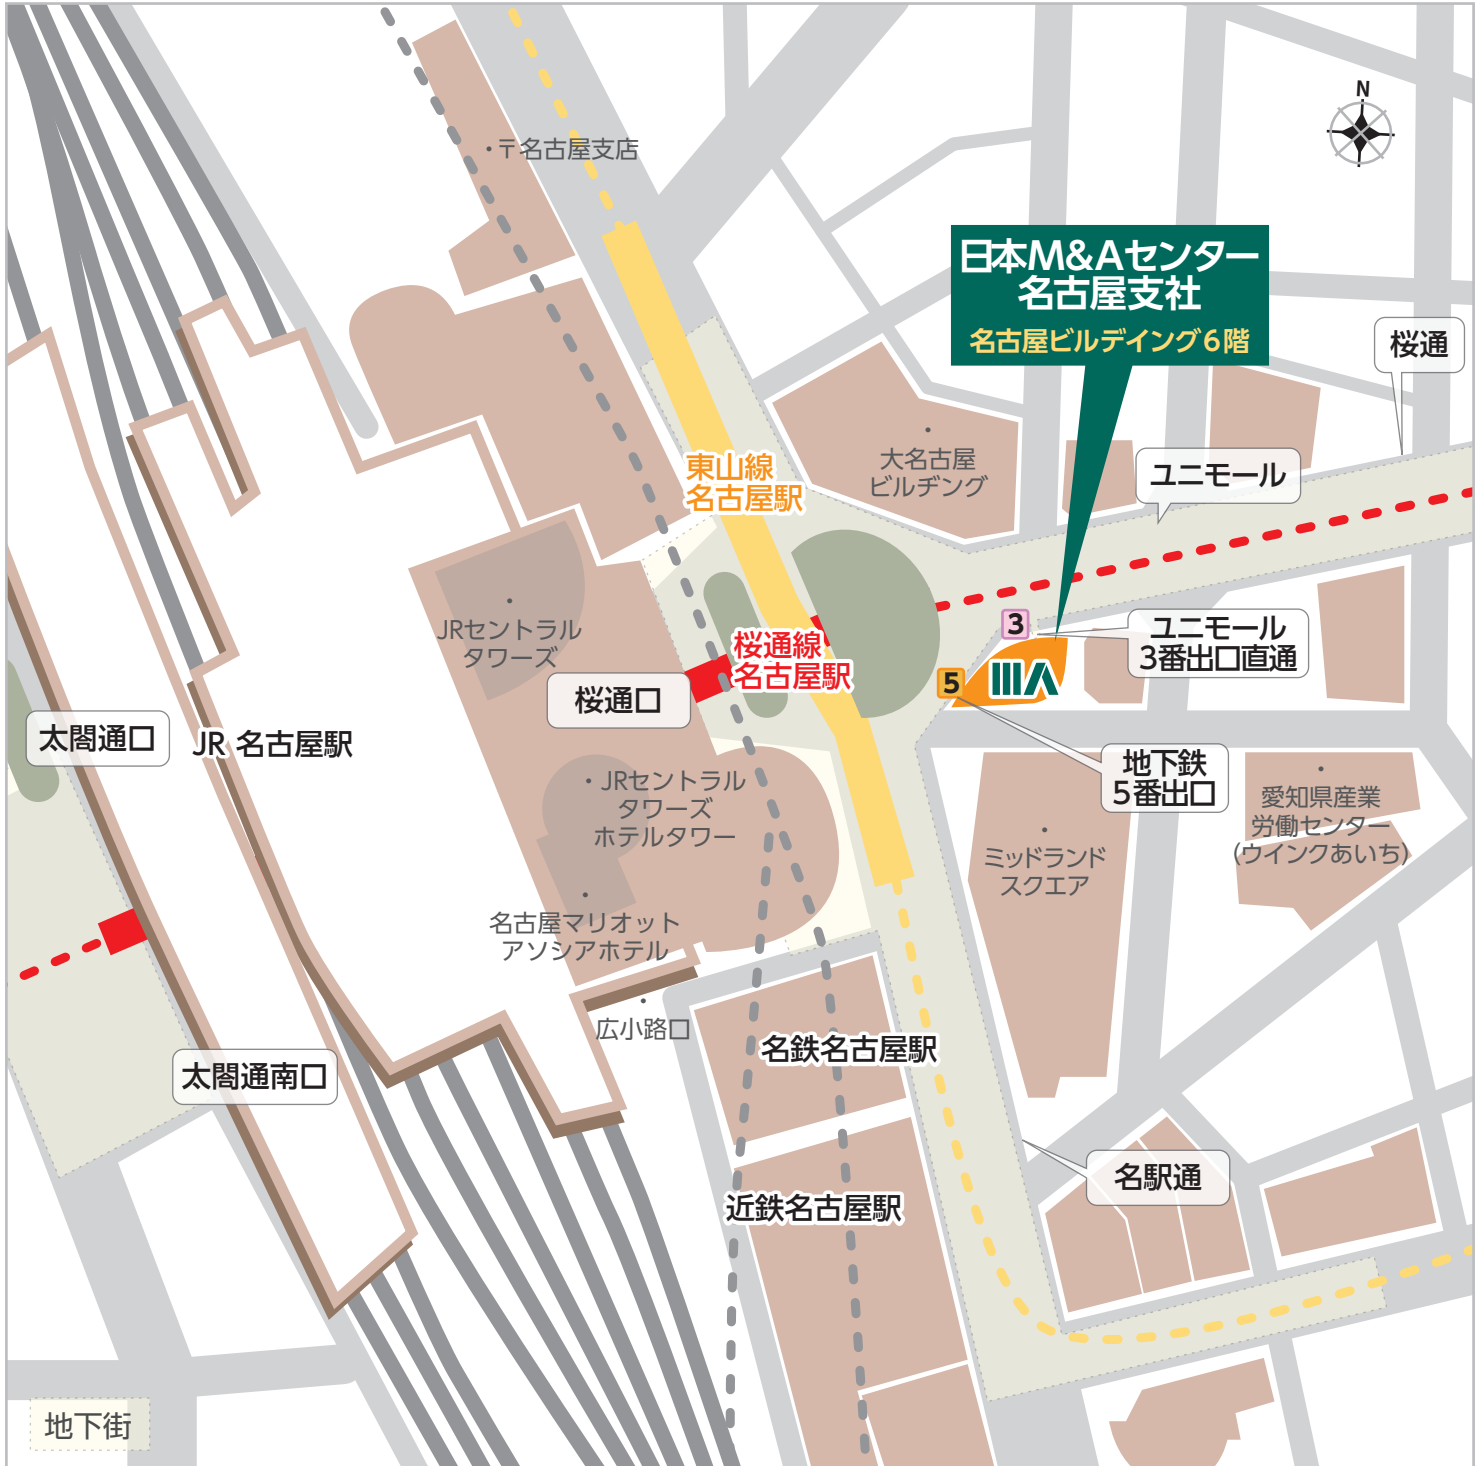 N
〒名古屋支店
日本M&Aセンター
名古屋支社
名古屋ビルデイング6階
桜通
大名古屋
ビルヂング
ユニモール
東山線
名古屋駅
JRセントラル
タワーズ
3
ユニモール
3番出口直通
桜通線
名古屋駅
5
桜通口
太閤通口
JR 名古屋駅
地下鉄
5番出口
JRセントラル
タワーズ
ホテルタワー
愛知県産業
労働センター
(ウインクあいち)
ミッドランド
スクエア
名古屋マリオット
アソシアホテル
広小路口
名鉄名古屋駅
太閤通南口
名駅通
近鉄名古屋駅
地下街